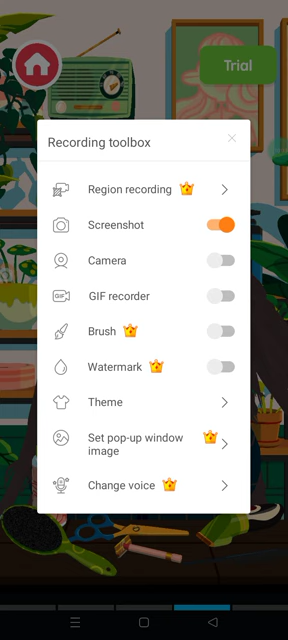 Trial
Recording toolbox
Region recording
Screenshot
Camera
GIF
GIF recorder
Brush
Watermark
Theme
Set pop-up window
image
Change voice